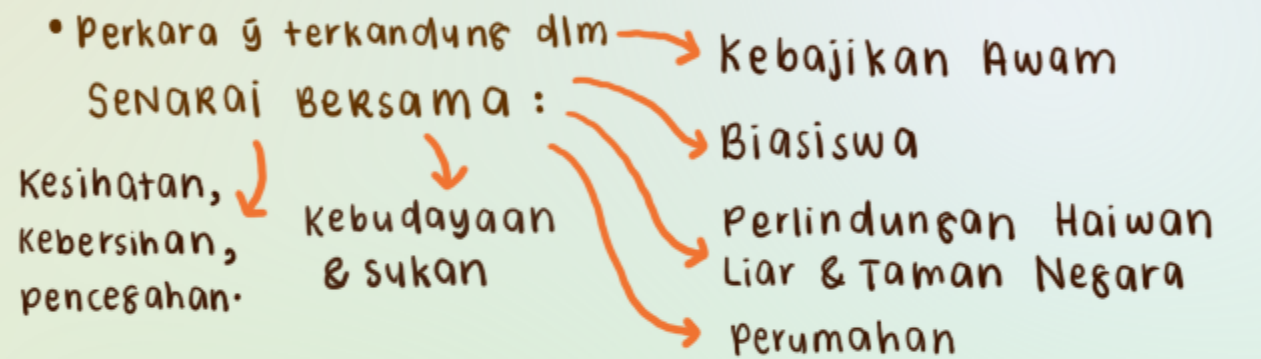 • Perkara ȳ terkandung dlm
Senarai Bersama :
Kebajikan Awam
Biasiswa
Perlindungan Haiwan
Liar & Taman Negara
Perumahan
Kebudayaan
& sukan
Kesihatan,
Kebersihan,
pencegahan.